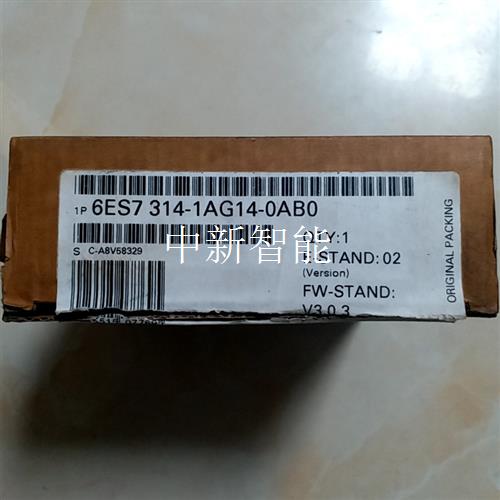 1P 6ES7 314-1AG14-0AB0
中新智能
S C-A8V58329
QTY:1
E-STAND: 02
(Version)
FW-STAND:
V3.0.3
ORIGINAL PACKING